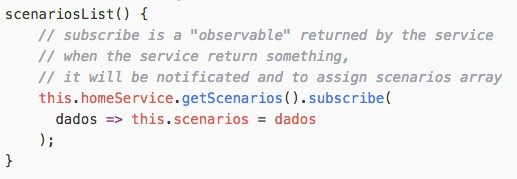 scenariosList() {
// subscribe is a "observable" returned by the service
// when the service return something,
// it will be notificated and to assign scenarios array
this.homeService.getScenarios().subscribe(
dados => this.scenarios = dados
);
}